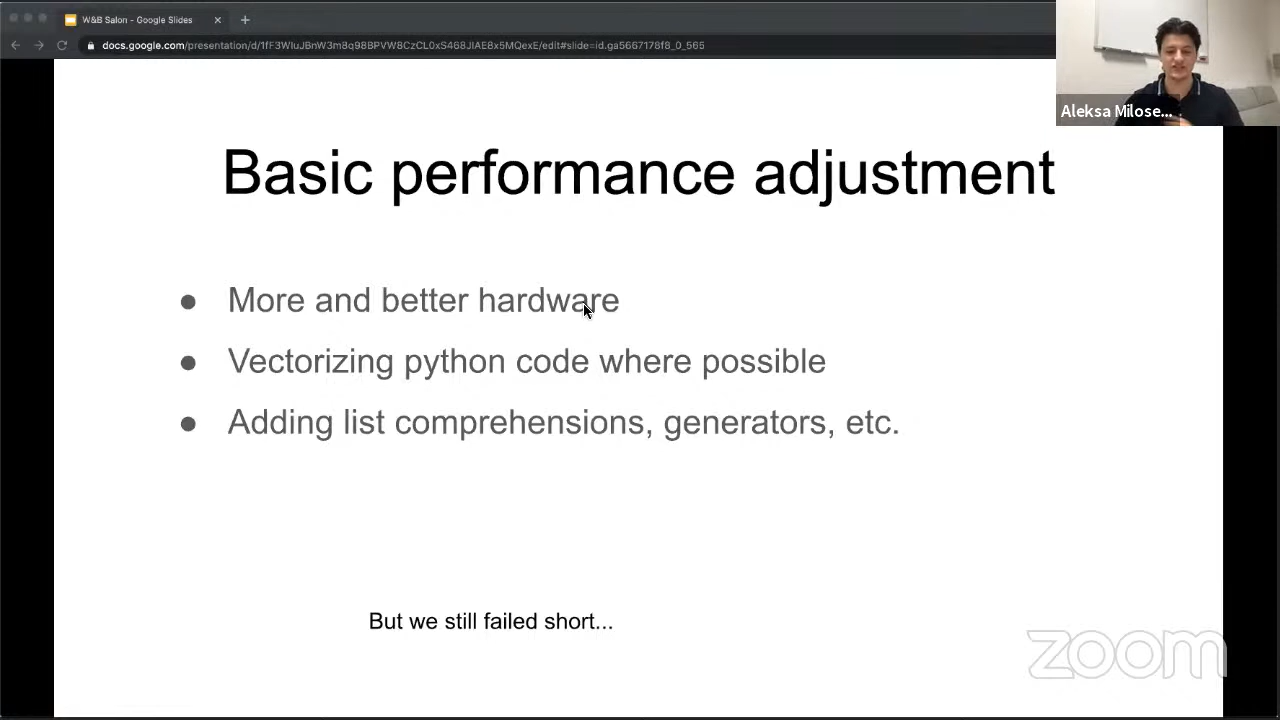 W&B Salon - Google Slides
docs.google.com/presentation/d/1fF3WIuJBnW3m8q98BPVW8CzCL0xS468JIAE8x5MQexE/edit#slide=id.ga5667178f8_0_565
Aleksa Milose...
Basic performance adjustment
● More and better hardware
● Vectorizing python code where possible
● Adding list comprehensions, generators, etc.
But we still failed short...
zoom